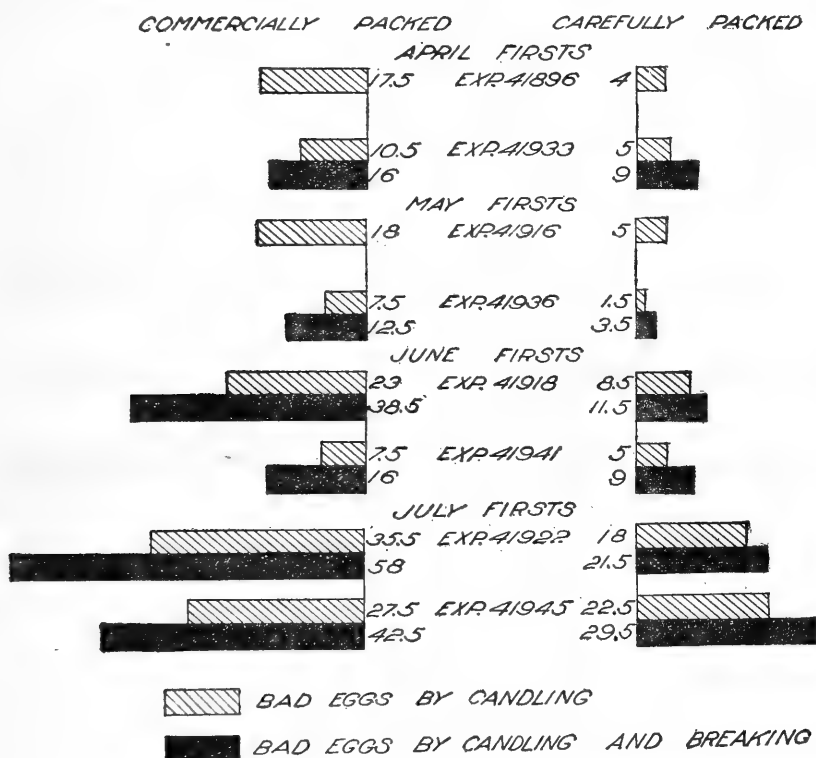 COMMERCIALLY PACKED CAREFULLY PACKED
APRIL FIRSTS
17.5 EXP.41896 4
10.5 EXP.41933 5
16 9
MAY FIRSTS
18 EXP.41916 5
7.5 EXP.41936 1.5
12.5 3.5
JUNE FIRSTS
23 EXP.41918 8.5
38.5 11.5
7.5 EXP.41941 5
16 9
JULY FIRSTS
35.5 EXP.41922 18
58 21.5
27.5 EXP.41945 22.5
42.5 29.5
BAD EGGS BY CANDLING
BAD EGGS BY CANDLING AND BREAKING